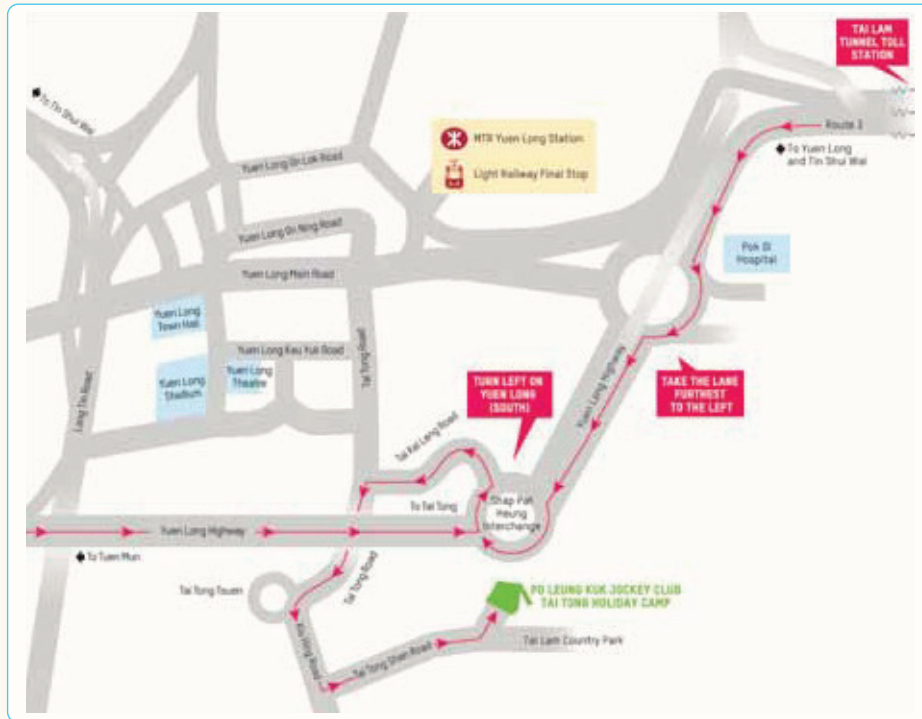 TAI LAM
TUNNEL TOLL
STATION
To Tin Shui Wai
MTR Yuen Long Station
Light Railway Final Stop
Route 3
To Yuen Long
and Tin Shui Wai
Yuen Long On Lok Road
Yuen Long On Ning Road
Pok Oi
Hospital
Yuen Long Main Road
Yuen Long
Town Hall
Tai Tong Road
Yuen Long Kau Yuk Road
Yuen Long
Stadium
Yuen Long
Theatre
Long Tin Road
Yuen Long Highway
TURN LEFT ON
YUEN LONG
(SOUTH)
TAKE THE LANE
FURTHEST
TO THE LEFT
To Tai Tong
Shap Pat
Heung
Interchange
Yuen Long Highway
To Tuen Mun
Tai Tong Road
Tai Tong Tsuen
PO LEUNG KUK JOCKEY CLUB
TAI TONG HOLIDAY CAMP
Tai Tong Shan Road
Tai Lam Country Park